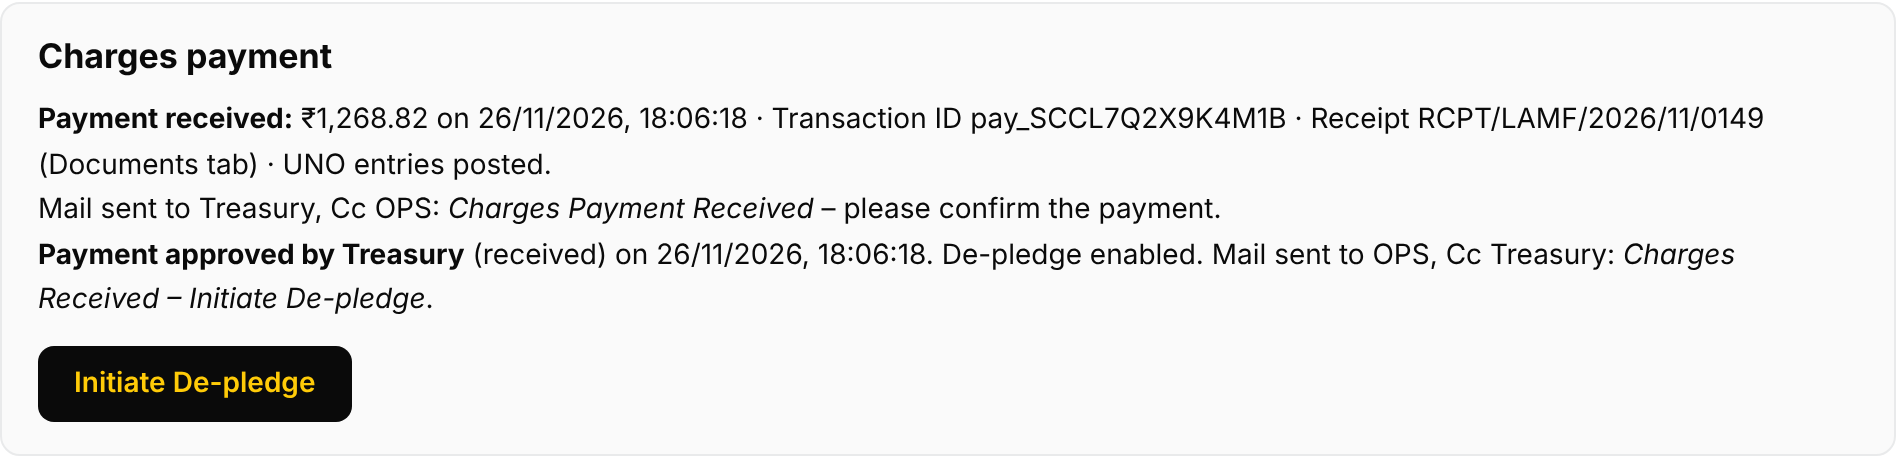 Charges payment
Payment received: ₹1,268.82 on 26/11/2026, 18:06:18 · Transaction ID pay_SCCL7Q2X9K4M1B · Receipt RCPT/LAMF/2026/11/0149
(Documents tab) · UNO entries posted.
Mail sent to Treasury, Cc OPS: Charges Payment Received – please confirm the payment.
Payment approved by Treasury (received) on 26/11/2026, 18:06:18. De-pledge enabled. Mail sent to OPS, Cc Treasury: Charges
Received – Initiate De-pledge.
Initiate De-pledge